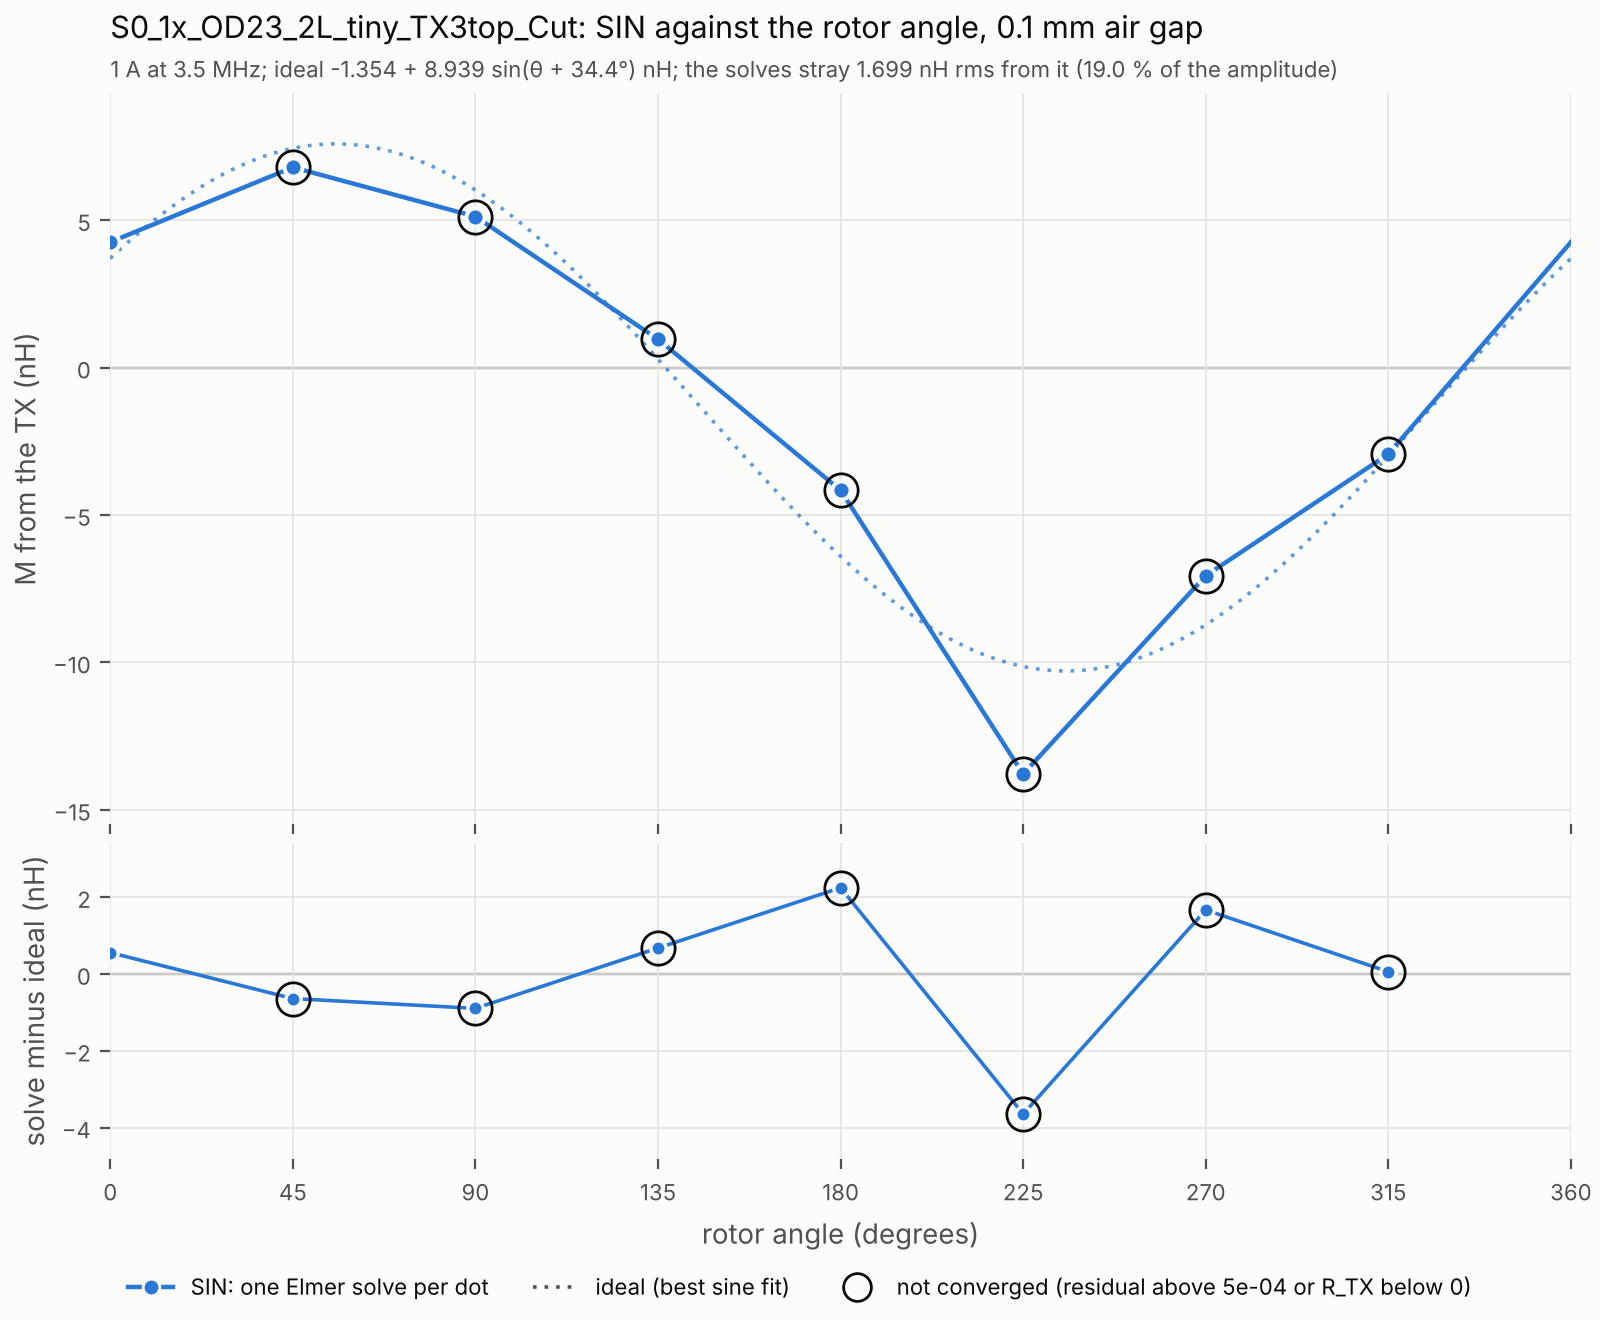 S0_1x_OD23_2L_tiny_TX3top_Cut: SIN against the rotor angle, 0.1 mm air gap
1 A at 3.5 MHz; ideal -1.354 + 8.939 sin(θ + 34.4°) nH; the solves stray 1.699 nH rms from it (19.0 % of the amplitude)
M from the TX (nH)
5
0
−5
−10
−15
solve minus ideal (nH)
2
0
−2
−4
0 45 90 135 180 225 270 315 360
rotor angle (degrees)
SIN: one Elmer solve per dot ideal (best sine fit) not converged (residual above 5e-04 or R_TX below 0)